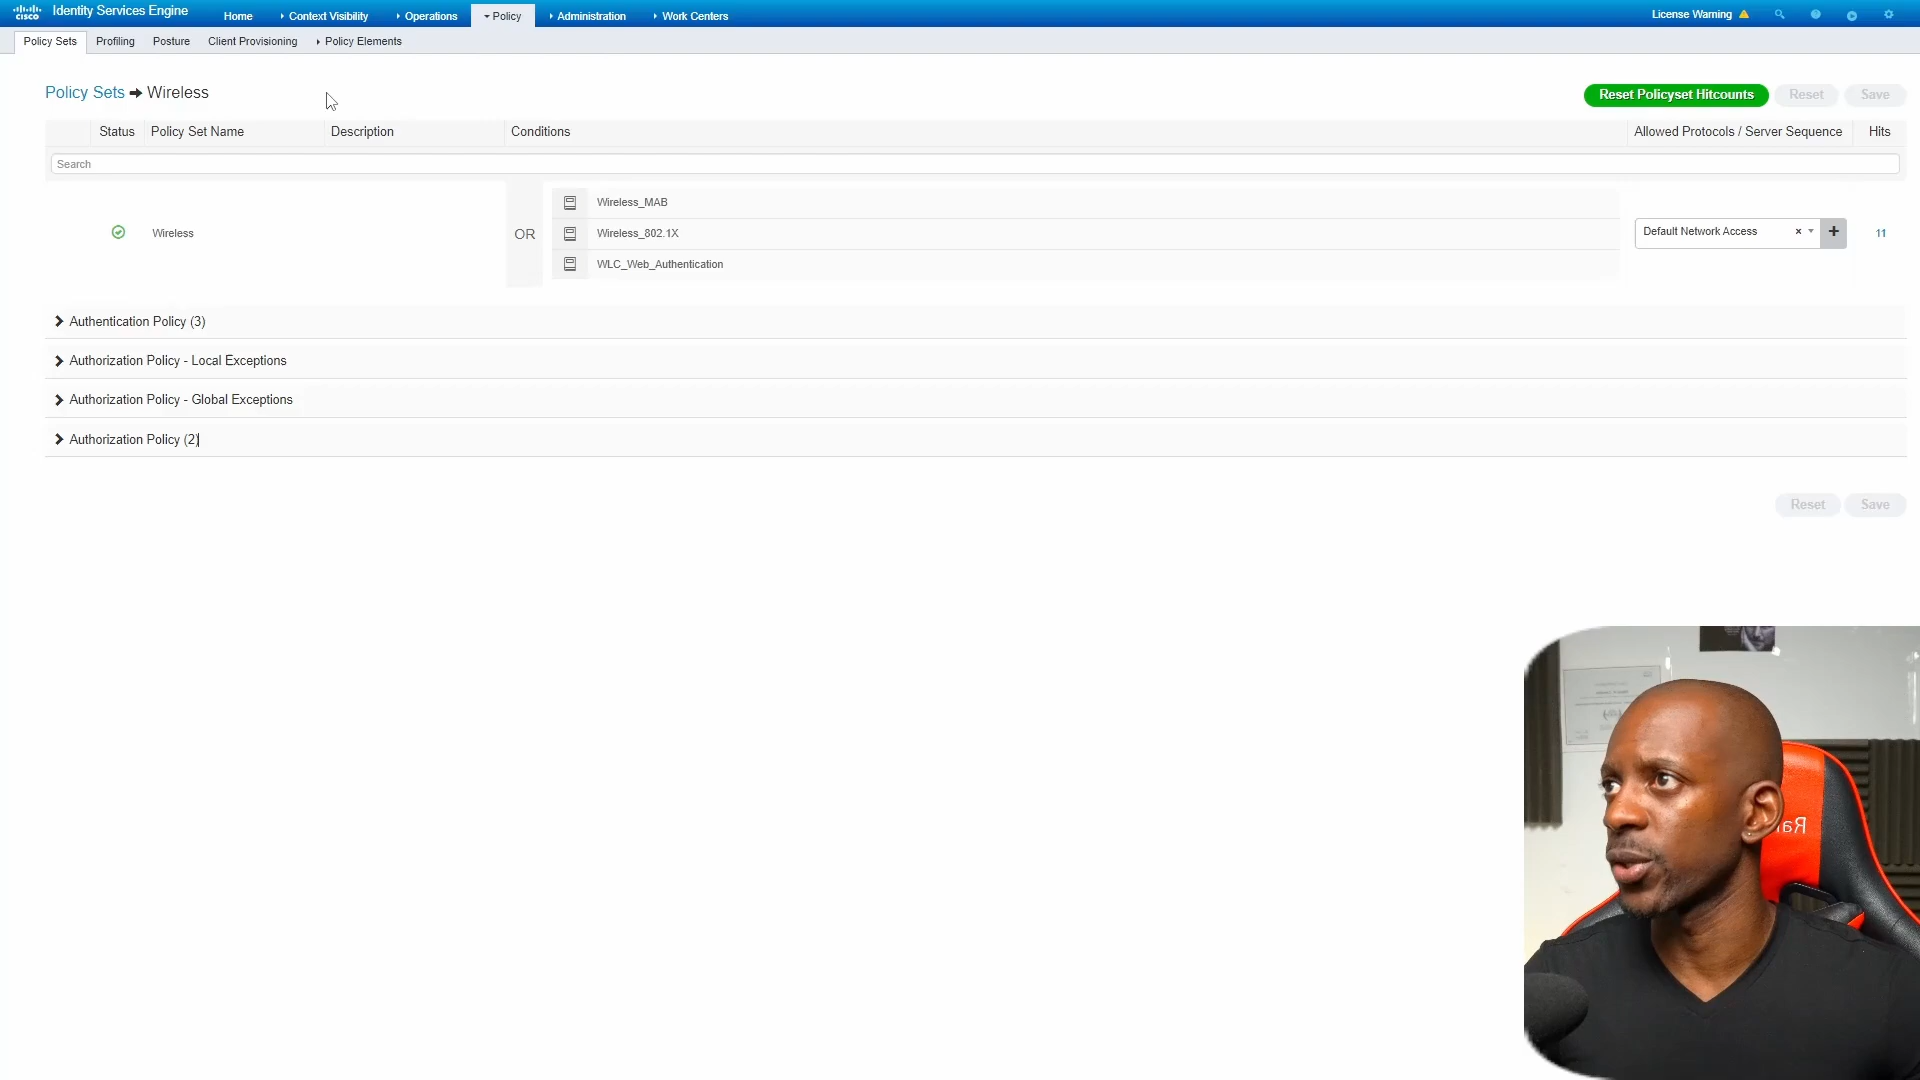 cisco Identity Services Engine Home Context Visibility Operations Policy Administration Work Centers License Warning
Policy Sets Profiling Posture Client Provisioning Policy Elements
Policy Sets Wireless Reset Policyset Hitcounts Reset Save
Status Policy Set Name Description Conditions Allowed Protocols / Server Sequence Hits
Search
Wireless_MAB
Wireless OR Wireless_802.1X Default Network Access × + 11
WLC_Web_Authentication
Authentication Policy (3)
Authorization Policy - Local Exceptions
Authorization Policy - Global Exceptions
Authorization Policy (2)
Reset Save